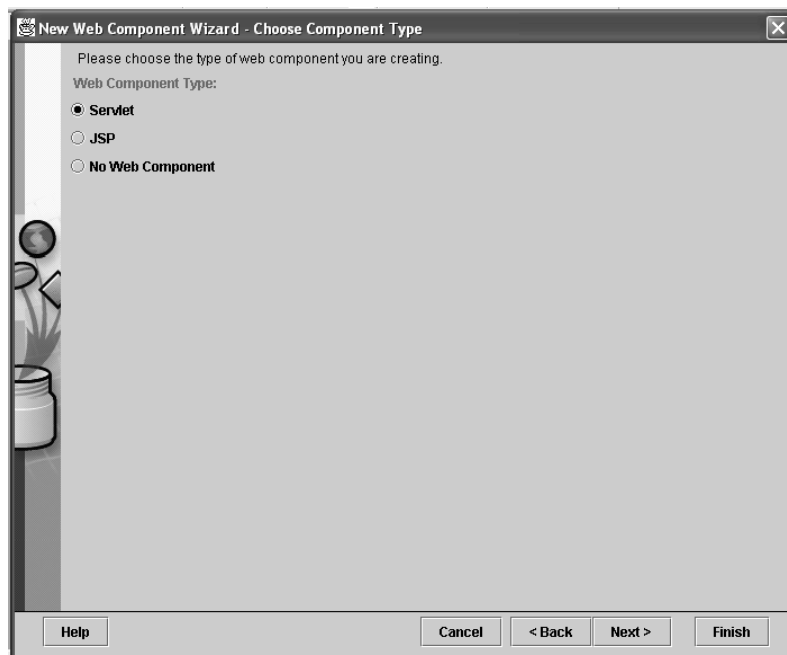 New Web Component Wizard - Choose Component Type
Please choose the type of web component you are creating.
Web Component Type:
Servlet
JSP
No Web Component
Help
Cancel
< Back
Next >
Finish